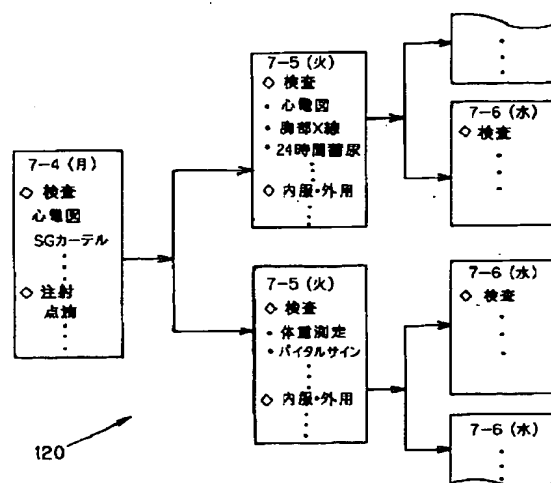 7-4 (月)
◇ 検査
心電図
SGカーテル
◇ 注射
点滴
7-5 (火)
◇ 検査
・心電図
・胸部X線
・24時間蓄尿
◇ 内服・外用
7-5 (火)
◇ 検査
・体重測定
・バイタルサイン
◇ 内服・外用
7-6 (水)
◇ 検査
7-6 (水)
◇ 検査
7-6 (水)
120